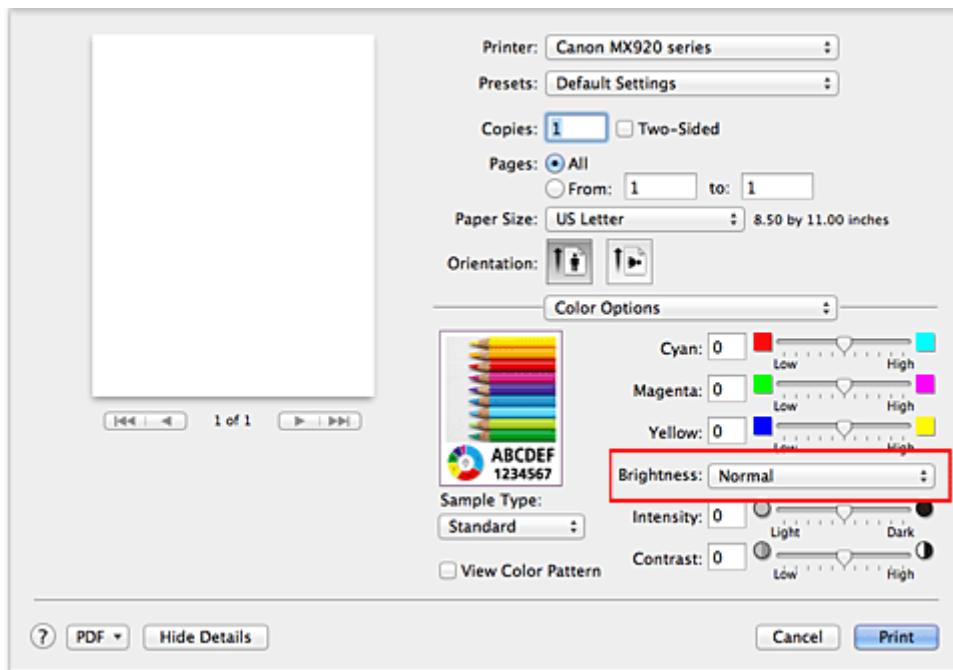 Printer: Canon MX920 series
Presets: Default Settings
Copies: 1 Two-Sided
Pages: All
From: 1 to: 1
Paper Size: US Letter 8.50 by 11.00 inches
Orientation:
Color Options
Cyan: 0
Low High
Magenta: 0
Low High
Yellow: 0
Low High
ABCDEF
1234567
Brightness: Normal
Sample Type:
Standard
Intensity: 0
Light Dark
View Color Pattern
Contrast: 0
Low High
1 of 1
? PDF Hide Details Cancel Print